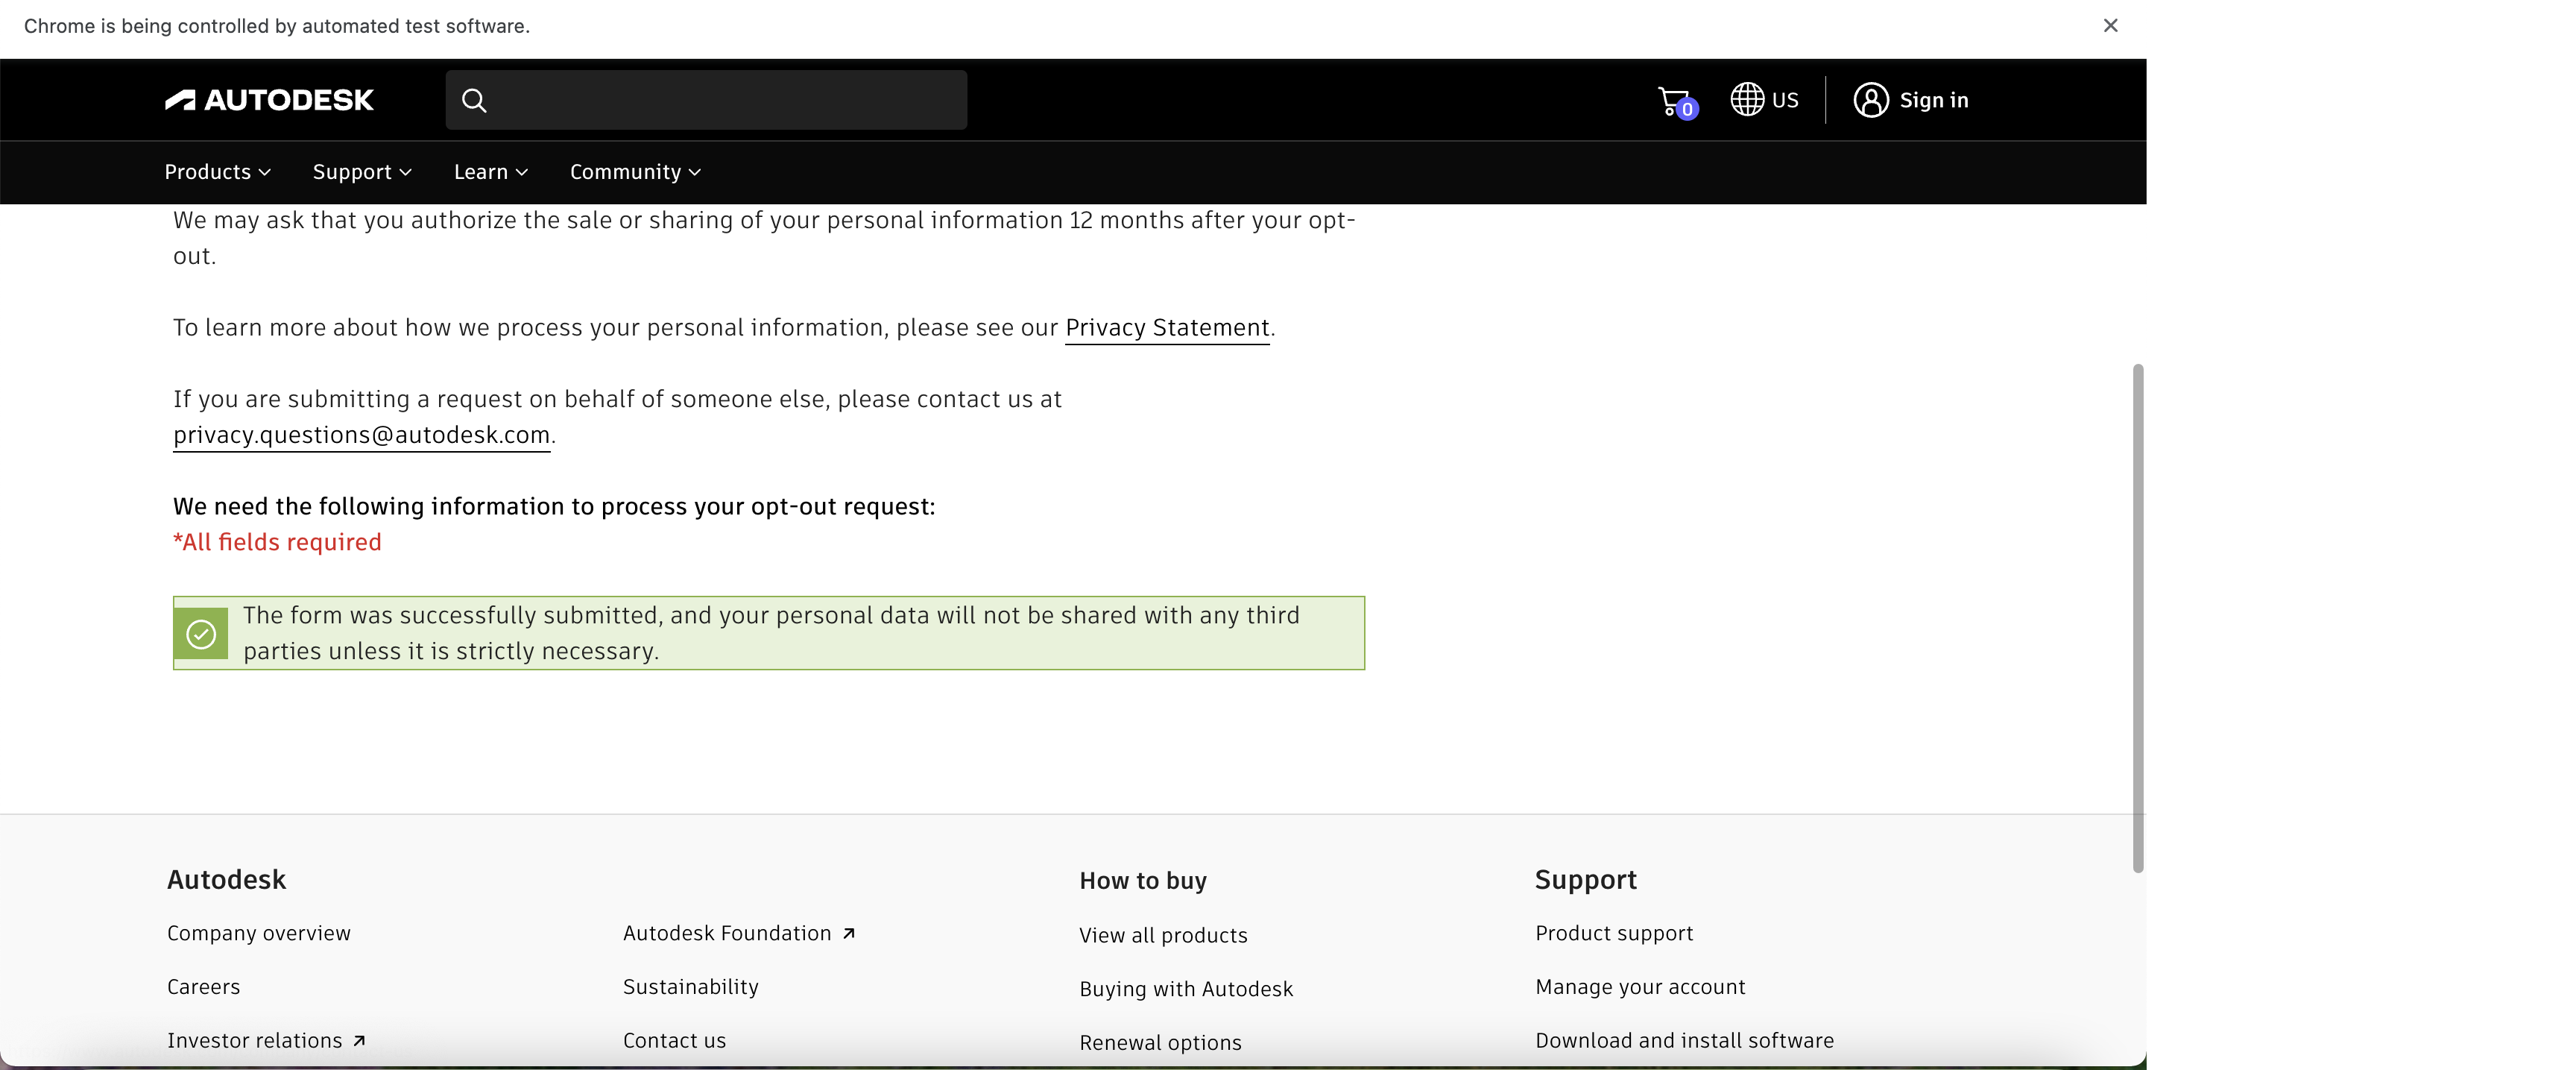 Chrome is being controlled by automated test software.
AUTODESK
0
US
Sign in
Products
Support
Learn
Community
We may ask that you authorize the sale or sharing of your personal information 12 months after your opt-
out.
To learn more about how we process your personal information, please see our Privacy Statement.
If you are submitting a request on behalf of someone else, please contact us at
privacy.questions@autodesk.com.
We need the following information to process your opt-out request:
*All fields required
The form was successfully submitted, and your personal data will not be shared with any third
parties unless it is strictly necessary.
Autodesk
Company overview
Careers
Investor relations
Autodesk Foundation
Sustainability
Contact us
How to buy
View all products
Buying with Autodesk
Renewal options
Support
Product support
Manage your account
Download and install software